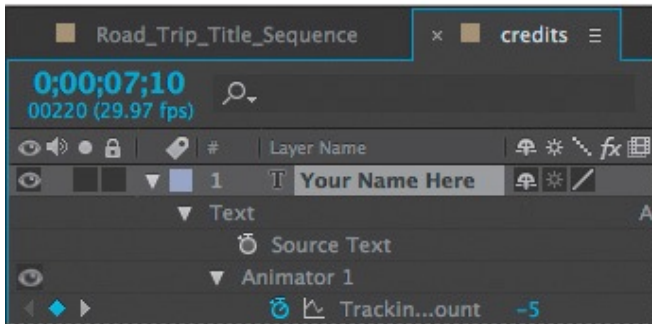 Road_Trip_Title_Sequence × credits
0;00;07;10
00220 (29.97 fps)
# Layer Name fx
1 T Your Name Here
Text A
Source Text
Animator 1
Trackin...ount -5